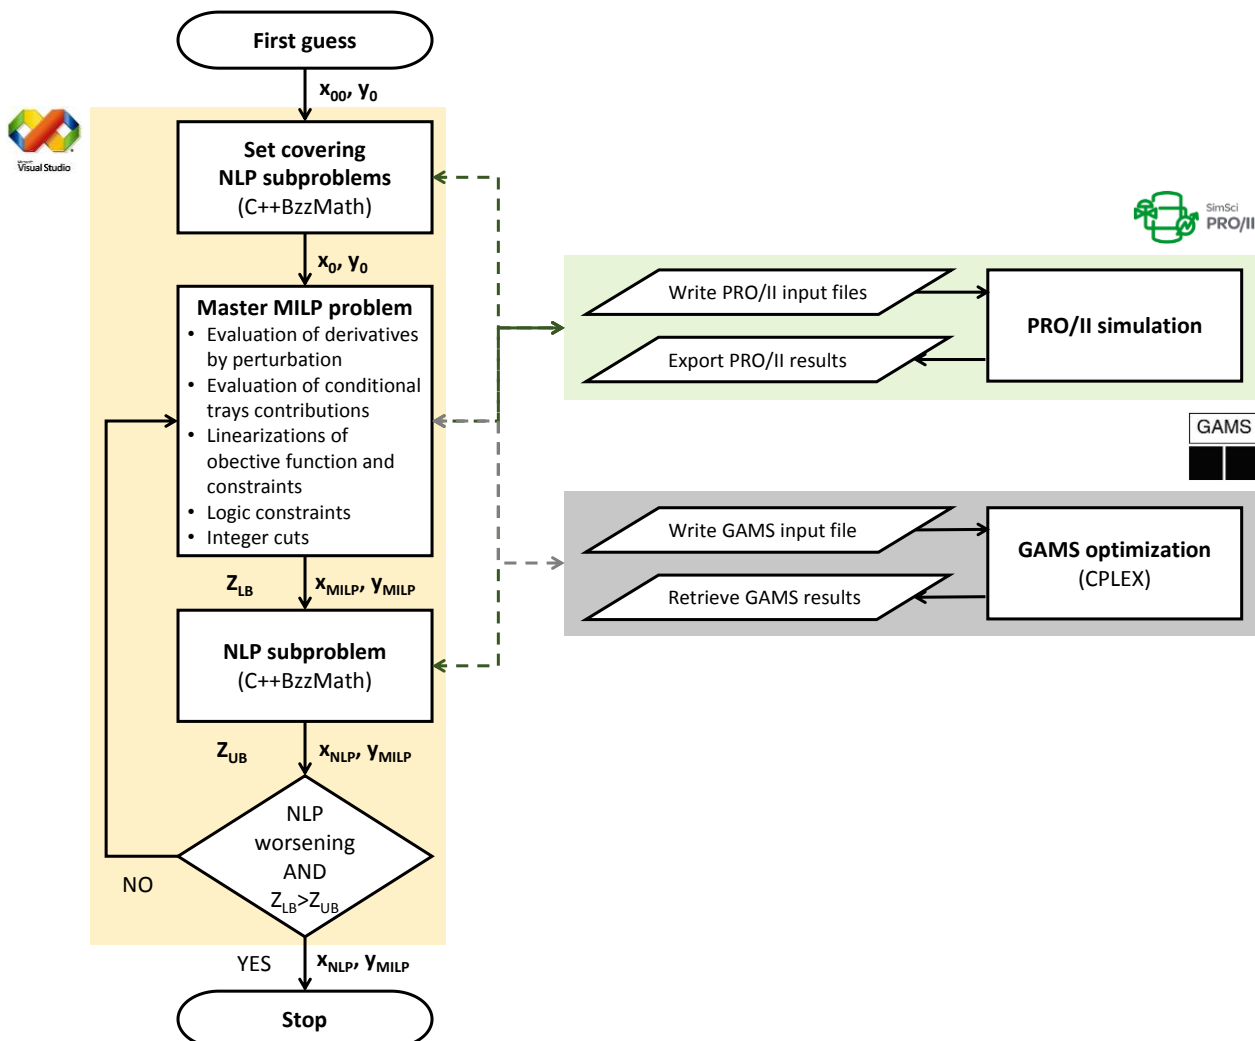 First guess
x00, y0
Visual Studio
Set covering
NLP subproblems
(C++BzzMath)
x0, y0
Master MILP problem
• Evaluation of derivatives
by perturbation
• Evaluation of conditional
trays contributions
• Linearizations of
obective function and
constraints
• Logic constraints
• Integer cuts
ZLB
xMILP, yMILP
NLP subproblem
(C++BzzMath)
ZUB
xNLP, yMILP
NLP
worsening
AND
ZLB>ZUB
NO
YES
xNLP, yMILP
Stop
SimSci
PRO/II
Write PRO/II input files
Export PRO/II results
PRO/II simulation
GAMS
Write GAMS input file
Retrieve GAMS results
GAMS optimization
(CPLEX)